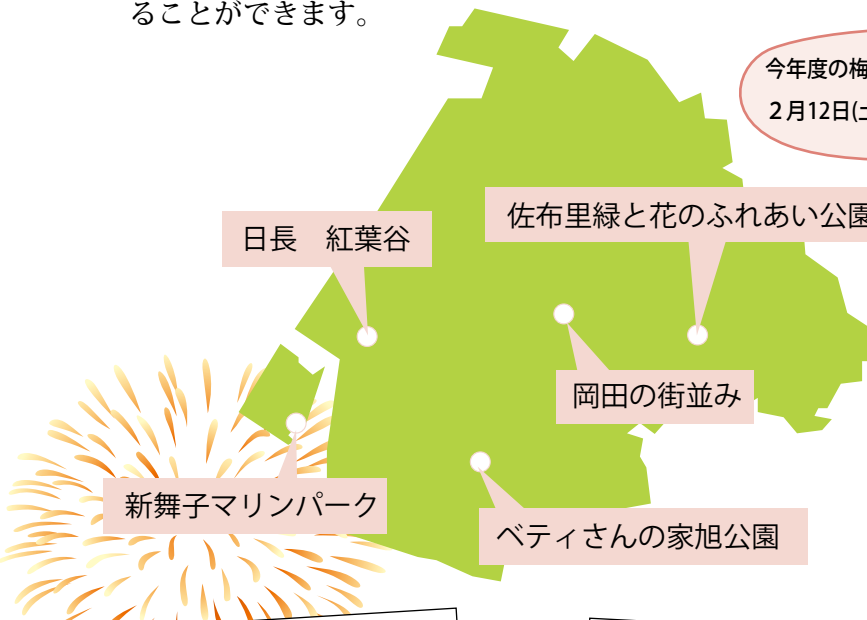 ることができます。
今年度の梅
２月12日(土
佐布里緑と花のふれあい公園
日長　紅葉谷
岡田の街並み
新舞子マリンパーク
ベティさんの家旭公園